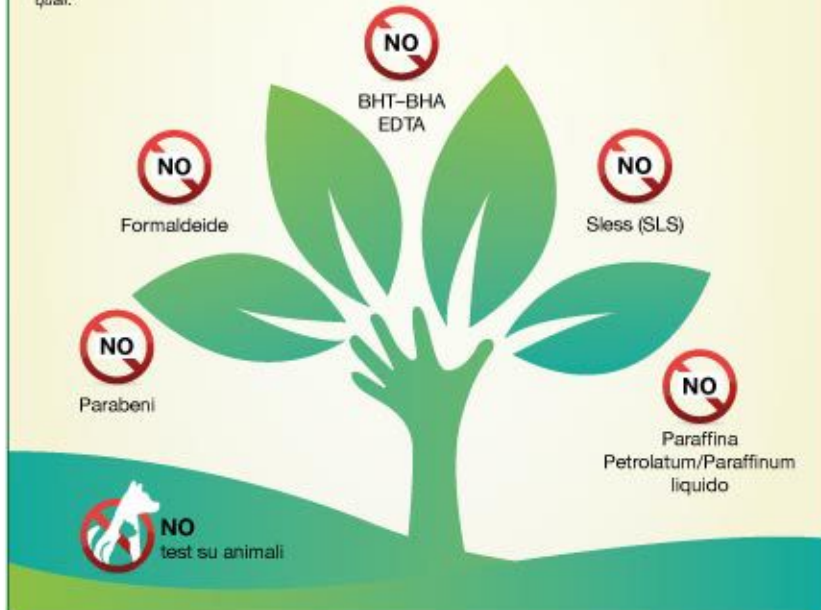 quali:
NO
BHT–BHA
EDTA
NO
Formaldeide
NO
Sless (SLS)
NO
Parabeni
NO
Paraffina
Petrolatum/Paraffinum
liquido
NO
test su animali